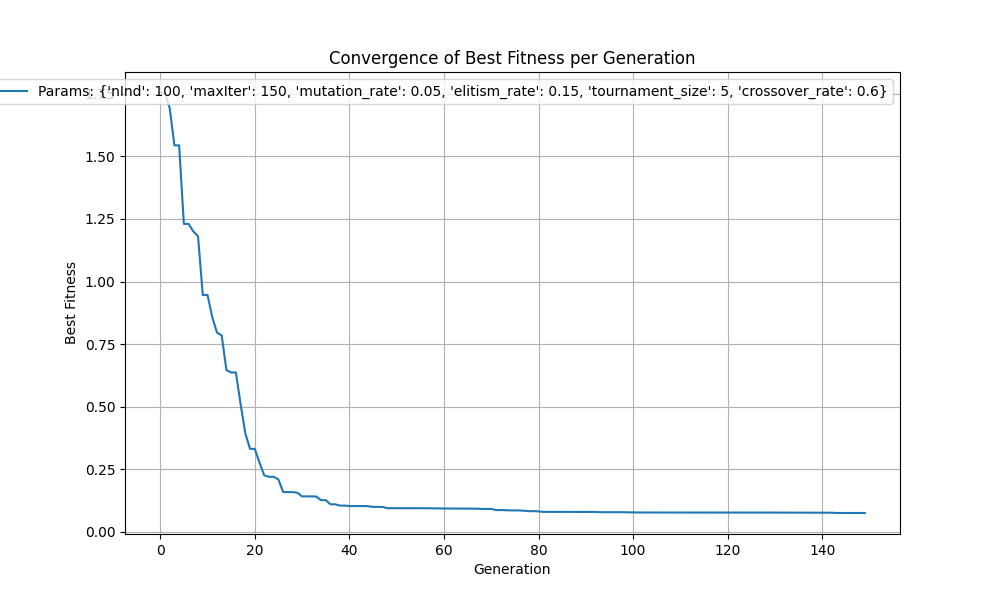 Convergence of Best Fitness per Generation
Params: {'nInd': 100, 'maxIter': 150, 'mutation_rate': 0.05, 'elitism_rate': 0.15, 'tournament_size': 5, 'crossover_rate': 0.6}
1.75
1.50
1.25
1.00
0.75
0.50
0.25
0.00
Best Fitness
0 20 40 60 80 100 120 140
Generation